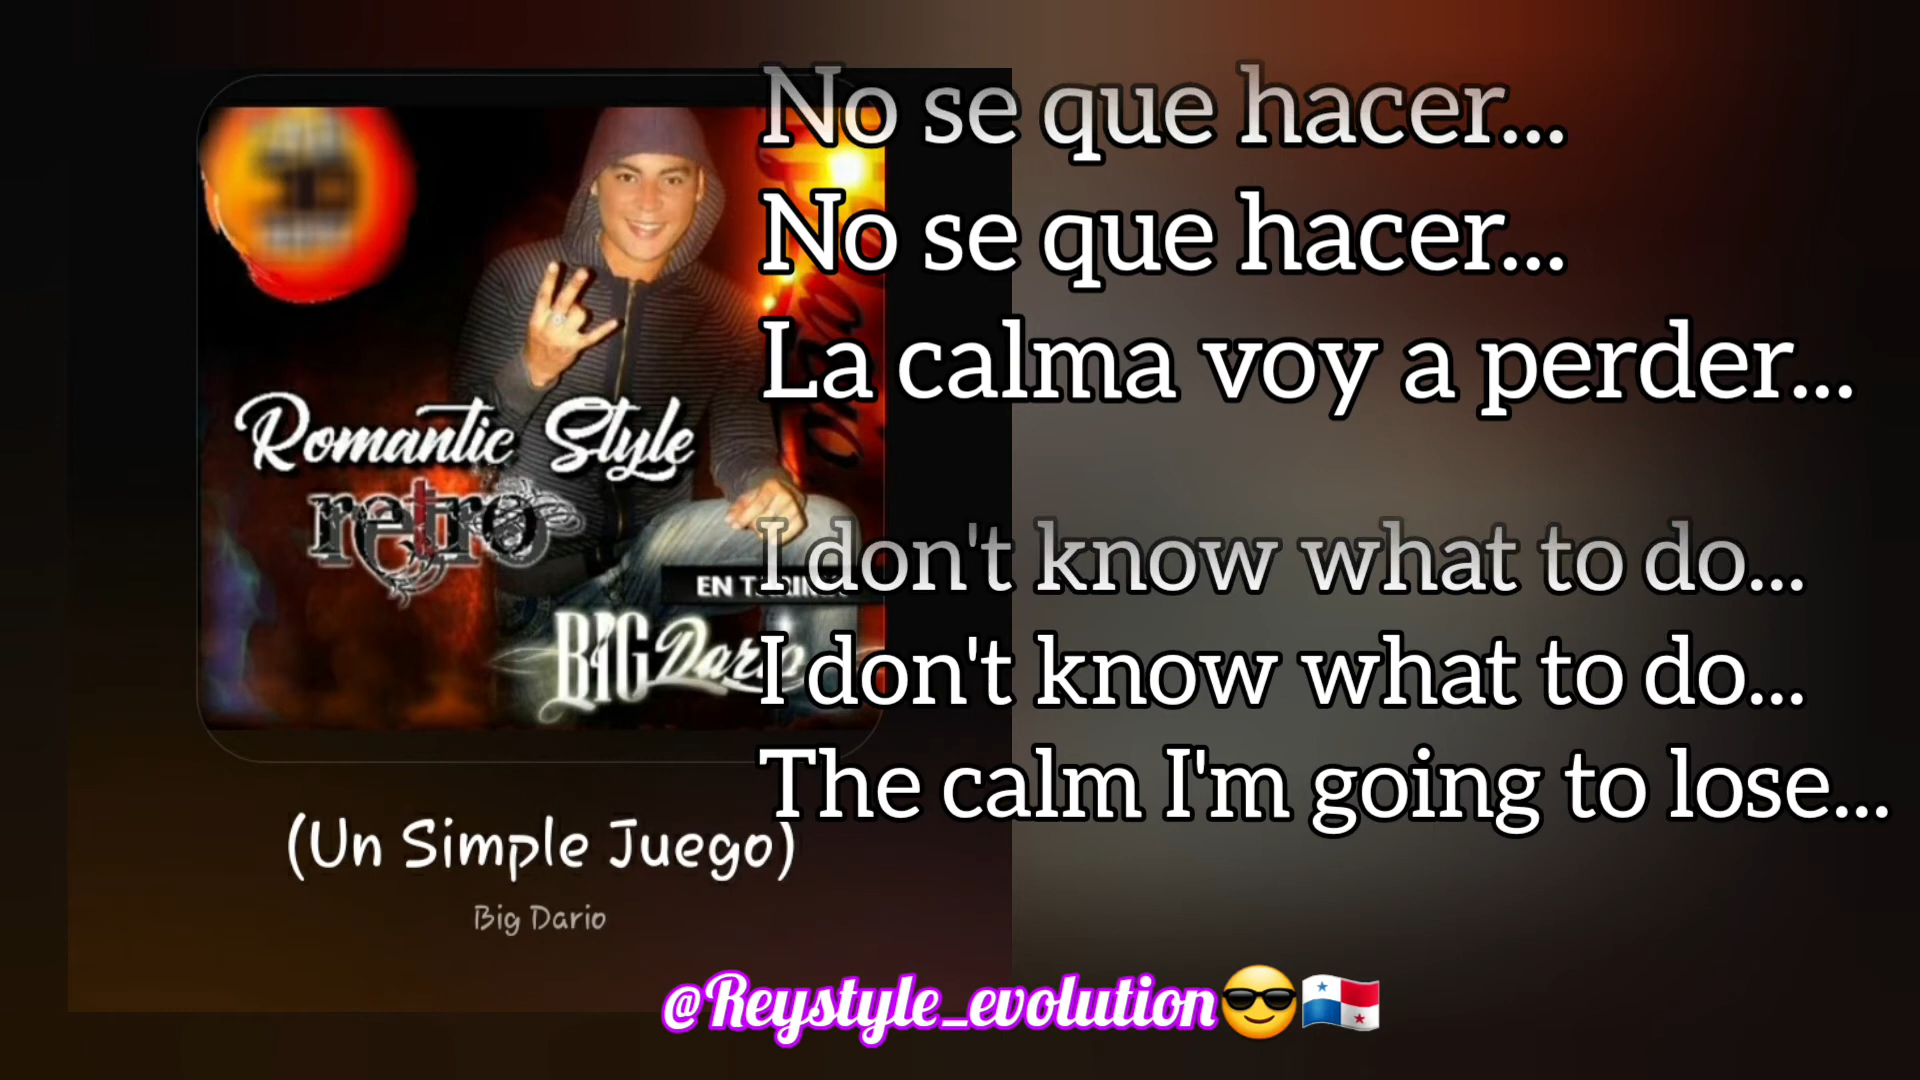 No se que hacer...
No se que hacer...
La calma voy a perder...
I don't know what to do...
I don't know what to do...
The calm I'm going to lose...
Romantic Style
retro
EN
BIG Dario
(Un Simple Juego)
Big Dario
@Reystyle_evolution😎🇵🇦